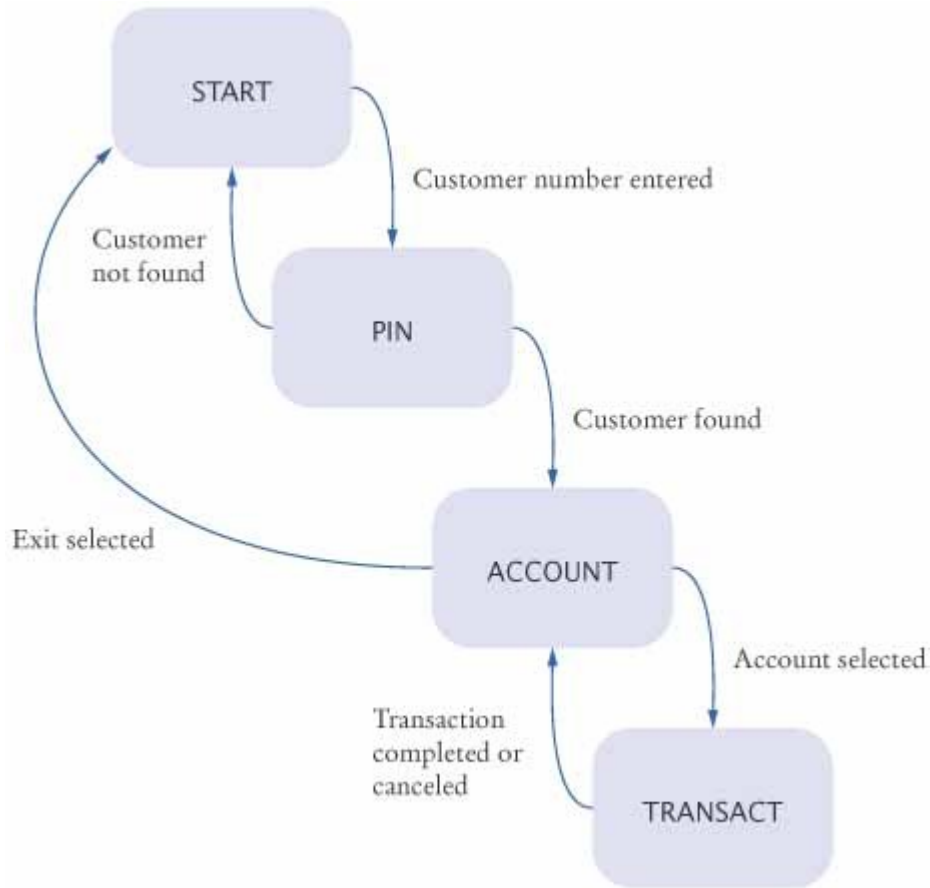 START
Customer number entered
Customer
not found
PIN
Customer found
Exit selected
ACCOUNT
Account selected
Transaction
completed or
canceled
TRANSACT